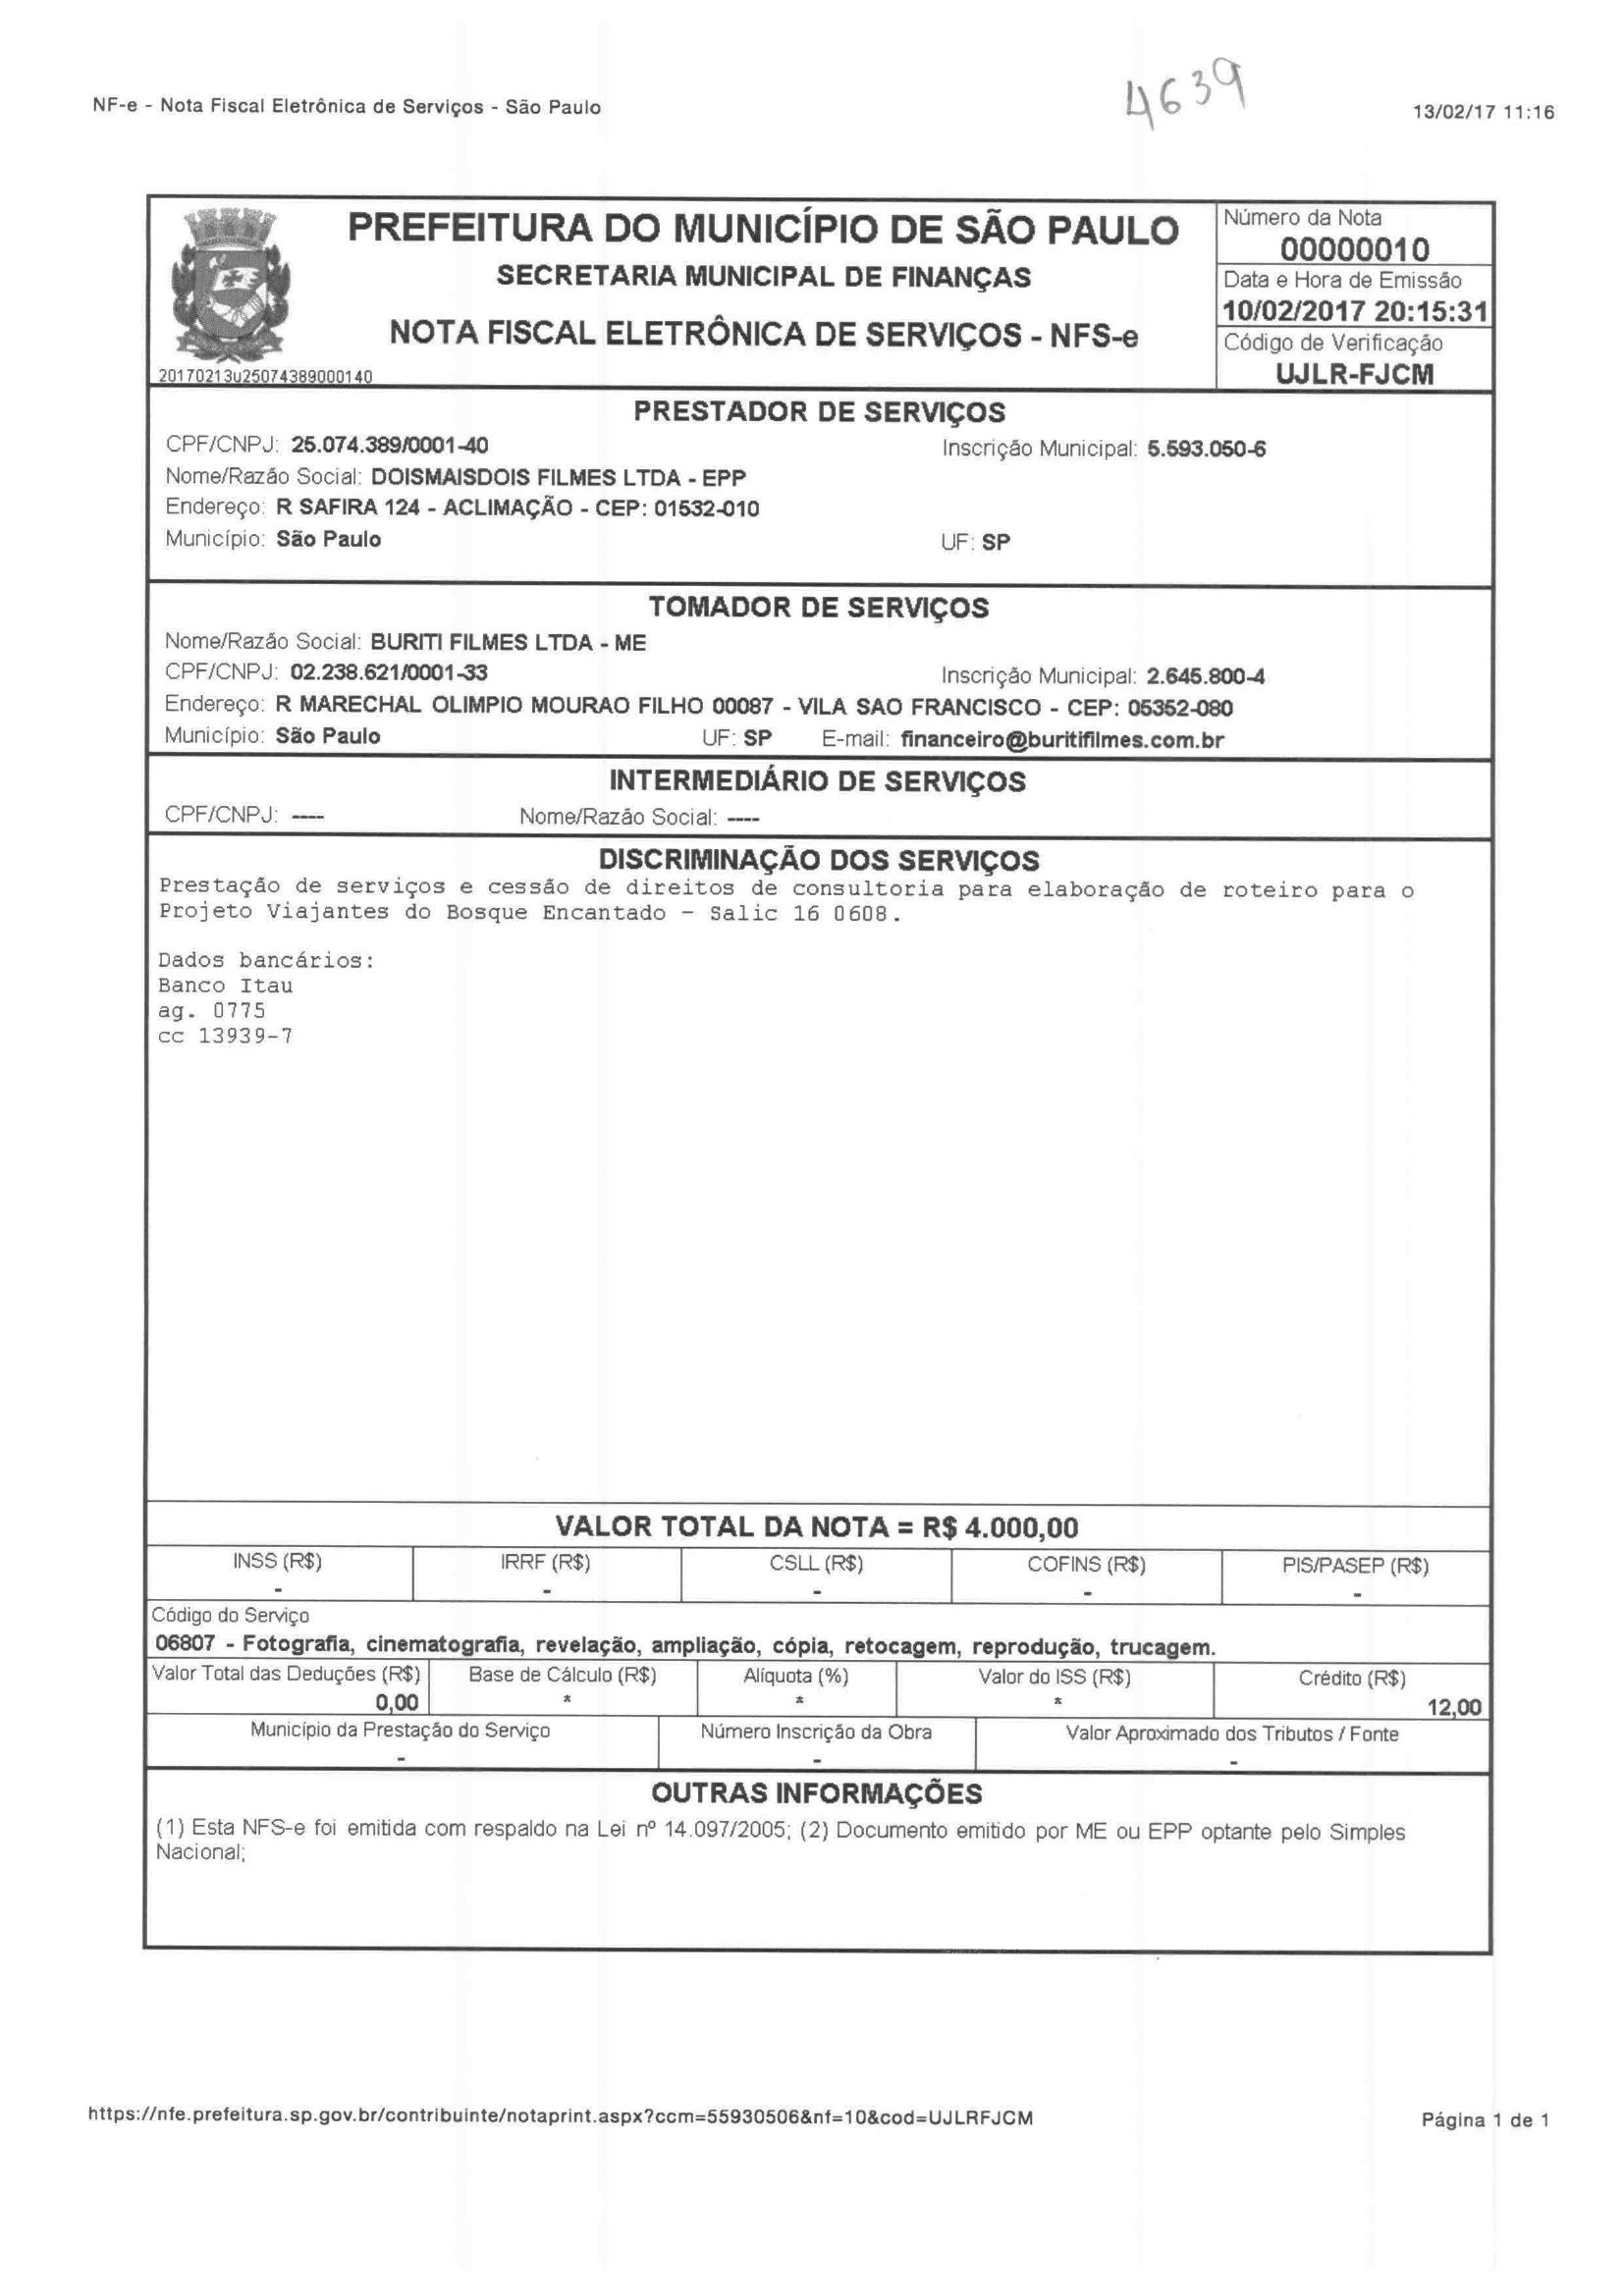 NF-e - Nota Fiscal Eletrônica de Serviços - São Paulo
4639
13/02/17 11:16
PREFEITURA DO MUNICÍPIO DE SÃO PAULO
SECRETARIA MUNICIPAL DE FINANÇAS
NOTA FISCAL ELETRÔNICA DE SERVIÇOS - NFS-e
20170213u25074389000140
Número da Nota
00000010
Data e Hora de Emissão
10/02/2017 20:15:31
Código de Verificação
UJLR-FJCM
PRESTADOR DE SERVIÇOS
CPF/CNPJ: 25.074.389/0001-40 Inscrição Municipal: 5.593.050-6
Nome/Razão Social: DOISMAISDOIS FILMES LTDA - EPP
Endereço: R SAFIRA 124 - ACLIMAÇÃO - CEP: 01532-010
Município: São Paulo UF: SP
TOMADOR DE SERVIÇOS
Nome/Razão Social: BURITI FILMES LTDA - ME
CPF/CNPJ: 02.238.621/0001-33 Inscrição Municipal: 2.645.800-4
Endereço: R MARECHAL OLIMPIO MOURAO FILHO 00087 - VILA SAO FRANCISCO - CEP: 05352-080
Município: São Paulo UF: SP E-mail: financeiro@buritifilmes.com.br
INTERMEDIÁRIO DE SERVIÇOS
CPF/CNPJ: ---- Nome/Razão Social: ----
DISCRIMINAÇÃO DOS SERVIÇOS
Prestação de serviços e cessão de direitos de consultoria para elaboração de roteiro para o
Projeto Viajantes do Bosque Encantado - Salic 16 0608.
Dados bancários:
Banco Itau
ag. 0775
cc 13939-7
VALOR TOTAL DA NOTA = R$ 4.000,00
INSS (R$) IRRF (R$) CSLL (R$) COFINS (R$) PIS/PASEP (R$)
- - - - -
Código do Serviço
06807 - Fotografia, cinematografia, revelação, ampliação, cópia, retocagem, reprodução, trucagem.
Valor Total das Deduções (R$) Base de Cálculo (R$) Alíquota (%) Valor do ISS (R$) Crédito (R$)
0,00 * * * 12,00
Município da Prestação do Serviço Número Inscrição da Obra Valor Aproximado dos Tributos / Fonte
- - -
OUTRAS INFORMAÇÕES
(1) Esta NFS-e foi emitida com respaldo na Lei nº 14.097/2005; (2) Documento emitido por ME ou EPP optante pelo Simples
Nacional;
https://nfe.prefeitura.sp.gov.br/contribuinte/notaprint.aspx?ccm=55930506&nf=10&cod=UJLRFJCM
Página 1 de 1